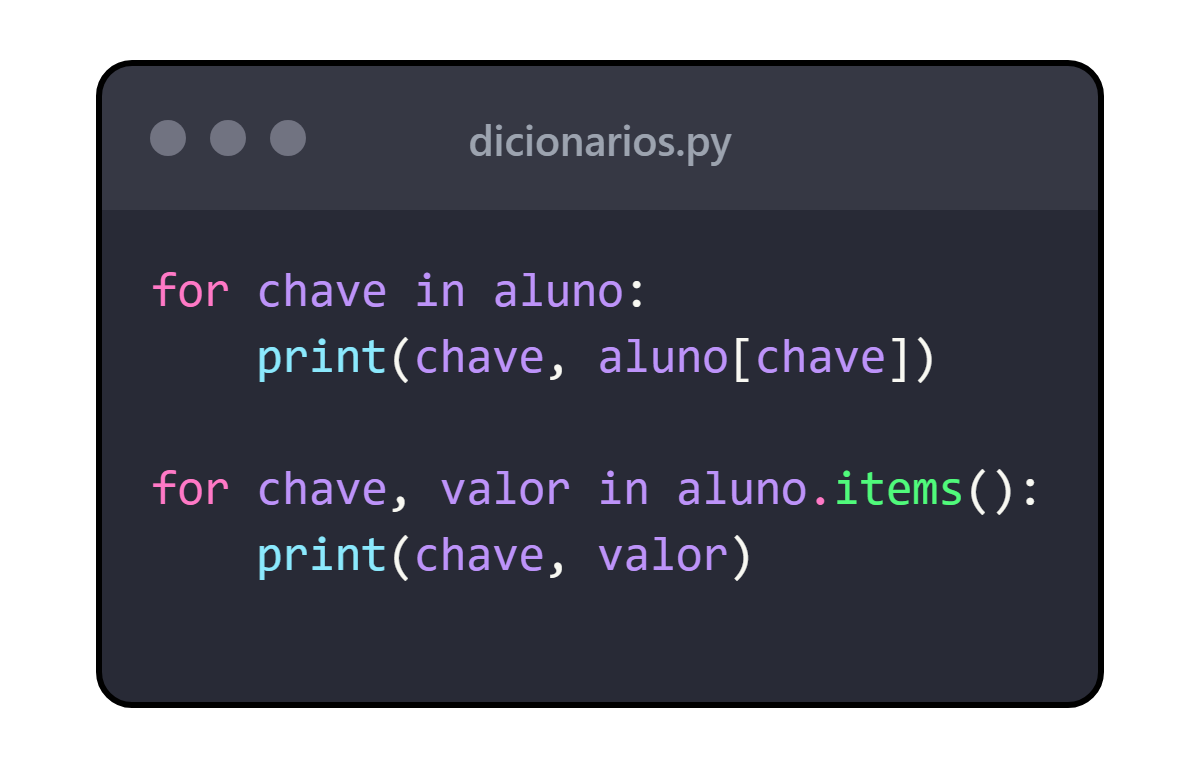 dicionarios.py
for chave in aluno:
    print(chave, aluno[chave])
for chave, valor in aluno.items():
    print(chave, valor)